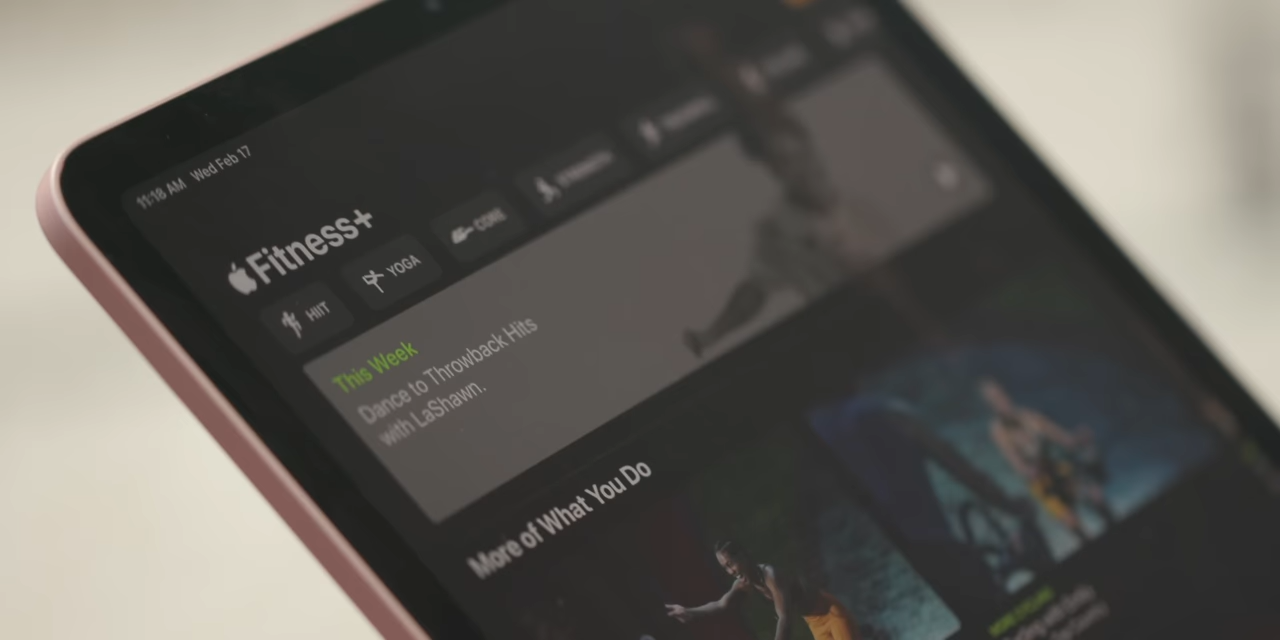 11:18 AM Wed Feb 17
Fitness+
HIIT
YOGA
CORE
STRENGTH
This Week
Dance to Throwback Hits
with LaShawn.
More of What You Do